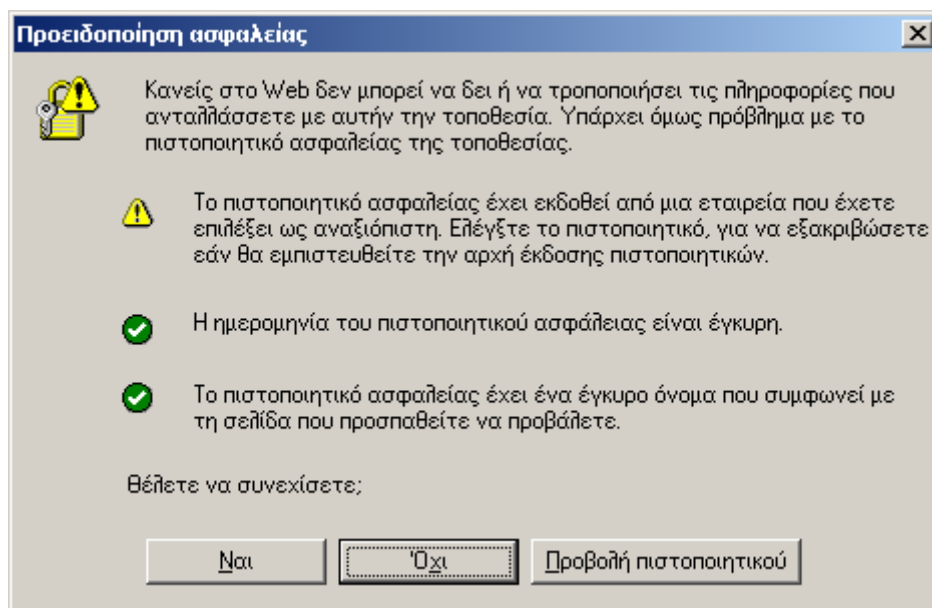 Προειδοποίηση ασφαλείας
Κανείς στο Web δεν μπορεί να δει ή να τροποποιήσει τις πληροφορίες που
ανταλλάσσετε με αυτήν την τοποθεσία. Υπάρχει όμως πρόβλημα με το
πιστοποιητικό ασφαλείας της τοποθεσίας.
Το πιστοποιητικό ασφαλείας έχει εκδοθεί από μια εταιρεία που έχετε
επιλέξει ως αναξιόπιστη. Ελέγξτε το πιστοποιητικό, για να εξακριβώσετε
εάν θα εμπιστευθείτε την αρχή έκδοσης πιστοποιητικών.
Η ημερομηνία του πιστοποιητικού ασφάλειας είναι έγκυρη.
Το πιστοποιητικό ασφαλείας έχει ένα έγκυρο όνομα που συμφωνεί με
τη σελίδα που προσπαθείτε να προβάλετε.
Θέλετε να συνεχίσετε;
Ναι Όχι Προβολή πιστοποιητικού